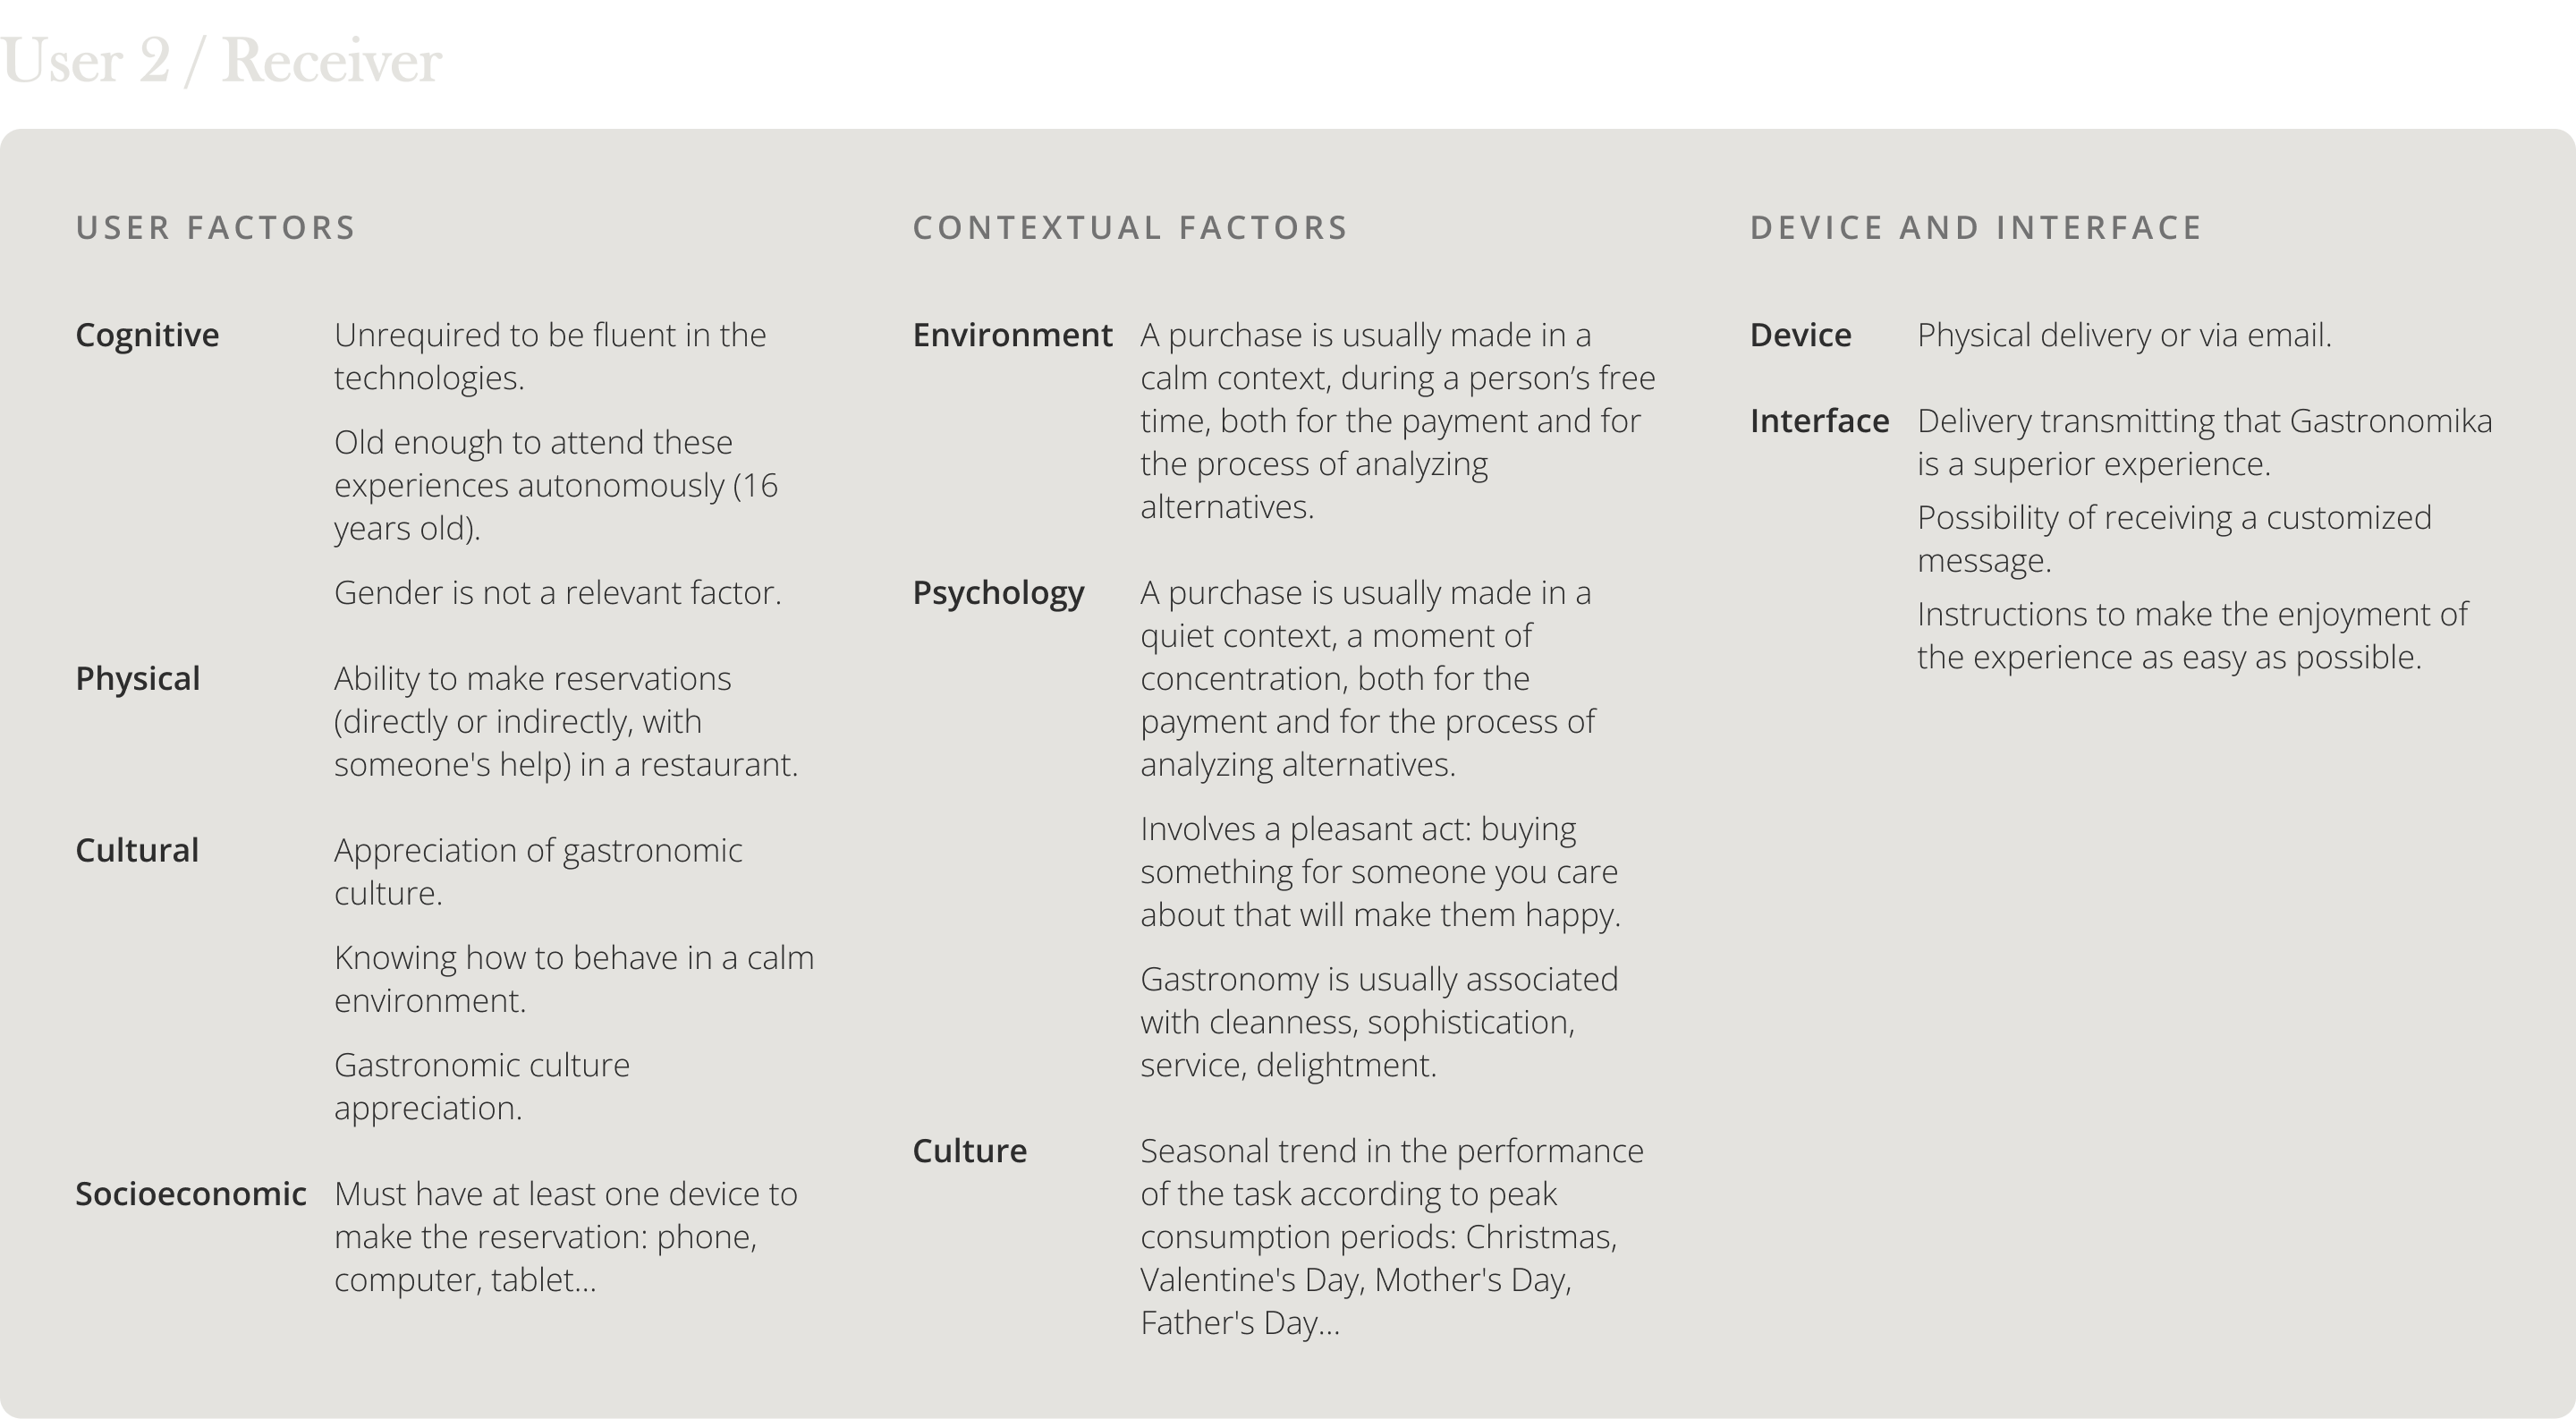 User 2 / Receiver
USER FACTORS
Cognitive
Unrequired to be fluent in the
technologies.
Old enough to attend these
experiences autonomously (16
years old).
Gender is not a relevant factor.
Physical
Ability to make reservations
(directly or indirectly, with
someone's help) in a restaurant.
Cultural
Appreciation of gastronomic
culture.
Knowing how to behave in a calm
environment.
Gastronomic culture
appreciation.
Socioeconomic
Must have at least one device to
make the reservation: phone,
computer, tablet...
CONTEXTUAL FACTORS
Environment
A purchase is usually made in a
calm context, during a person’s free
time, both for the payment and for
the process of analyzing
alternatives.
Psychology
A purchase is usually made in a
quiet context, a moment of
concentration, both for the
payment and for the process of
analyzing alternatives.
Involves a pleasant act: buying
something for someone you care
about that will make them happy.
Gastronomy is usually associated
with cleanness, sophistication,
service, delightment.
Culture
Seasonal trend in the performance
of the task according to peak
consumption periods: Christmas,
Valentine's Day, Mother's Day,
Father's Day...
DEVICE AND INTERFACE
Device
Physical delivery or via email.
Interface
Delivery transmitting that Gastronomika
is a superior experience.
Possibility of receiving a customized
message.
Instructions to make the enjoyment of
the experience as easy as possible.